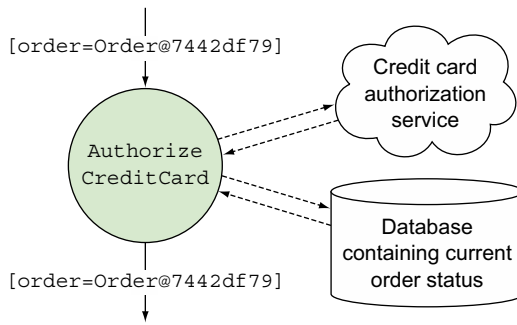 [order=Order@7442df79]
Credit card
authorization
service
Authorize
CreditCard
Database
containing current
order status
[order=Order@7442df79]